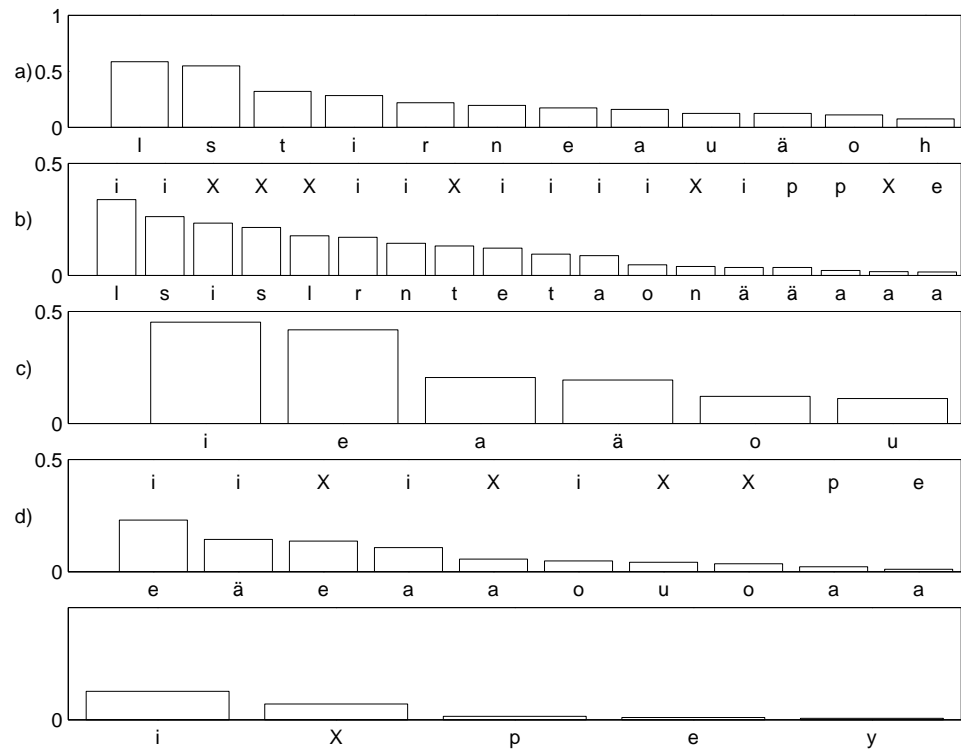 1
a) 0.5
0
l s t i r n e a u ä o h
0.5
i i X X X i i X i i i i X i p p X e
b)
0
l s i s l r n t e t a o n ä ä a a a
0.5
c)
0
i e a ä o u
0.5
i i X i X i X X p e
d)
0
e ä e a a o u o a a
0
i X p e y